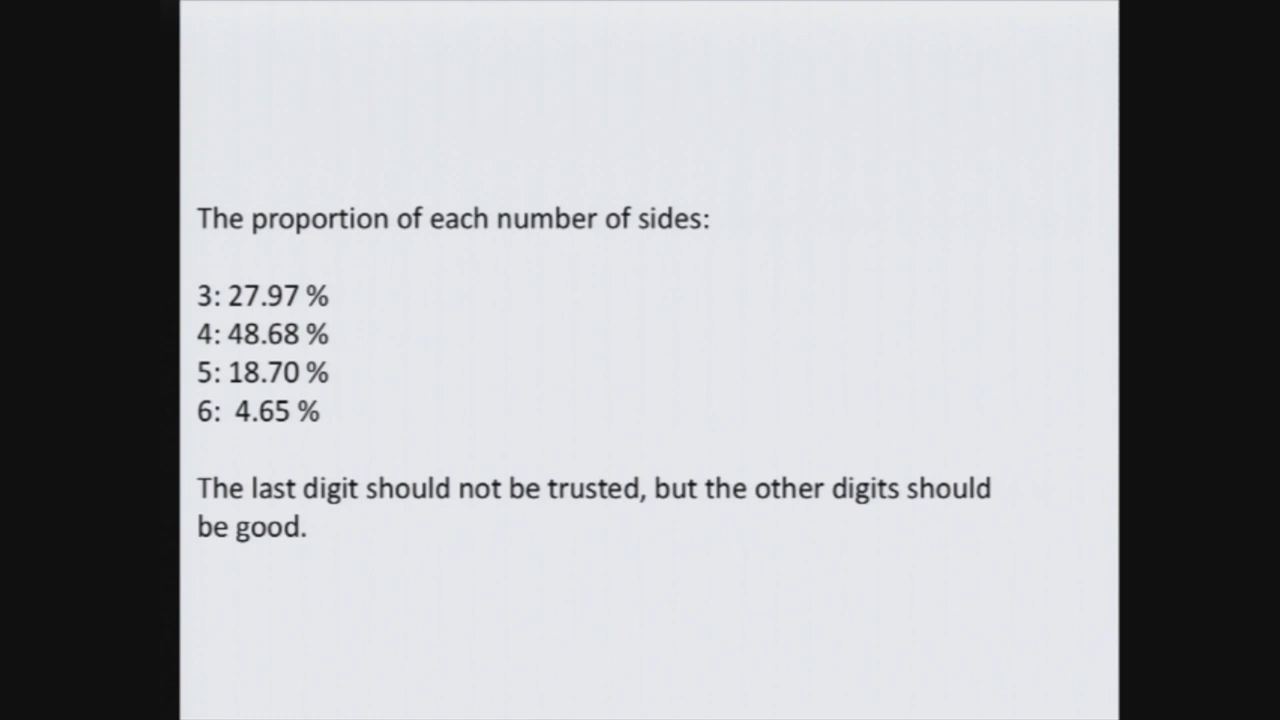 The proportion of each number of sides:
3: 27.97 %
4: 48.68 %
5: 18.70 %
6:  4.65 %
The last digit should not be trusted, but the other digits should
be good.